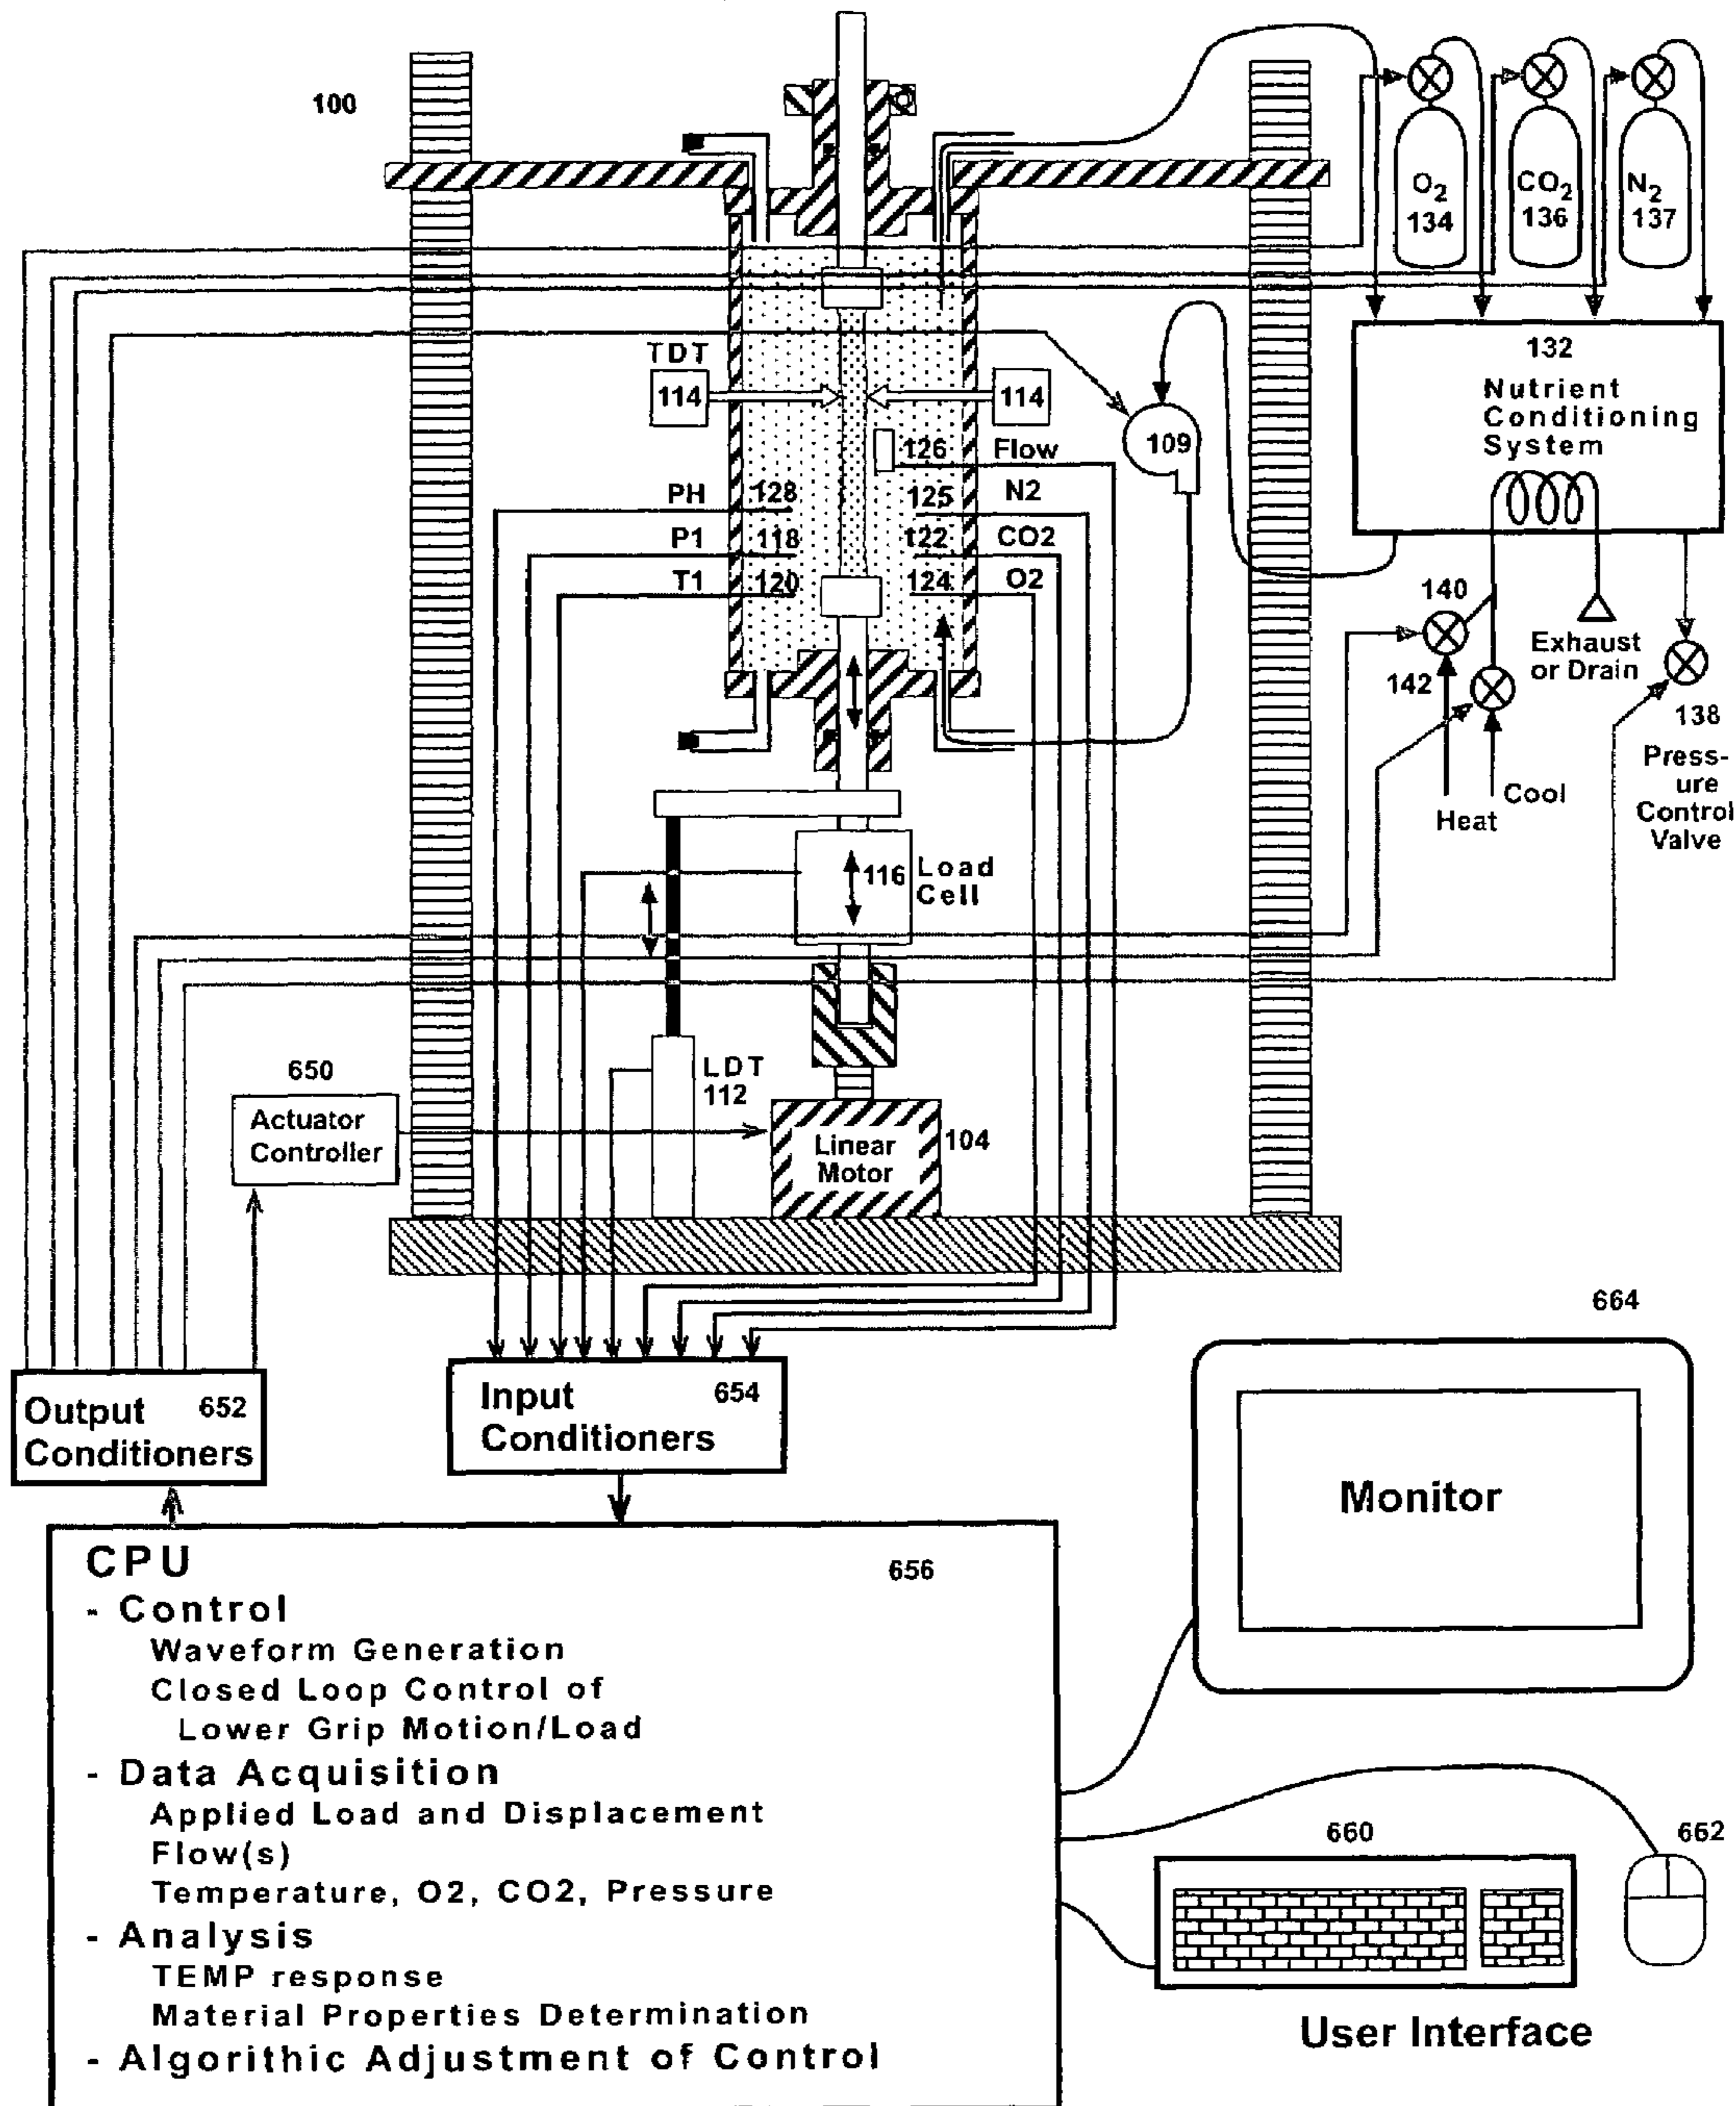 100
O2
134
CO2
136
N2
137
132
Nutrient
Conditioning
System
TDT
114
114
109
126 Flow
PH 128
125 N2
P1 118
122 CO2
T1 120
124 O2
140
142
Exhaust
or Drain
138
Press-
ure
Control
Valve
Cool
Heat
116
Load
Cell
650
Actuator
Controller
LDT
112
Linear
Motor
104
664
Output 652
Conditioners
Input 654
Conditioners
Monitor
CPU 656
- Control
Waveform Generation
Closed Loop Control of
Lower Grip Motion/Load
- Data Acquisition
Applied Load and Displacement
Flow(s)
Temperature, O2, CO2, Pressure
- Analysis
TEMP response
Material Properties Determination
- Algorithic Adjustment of Control
660
662
User Interface